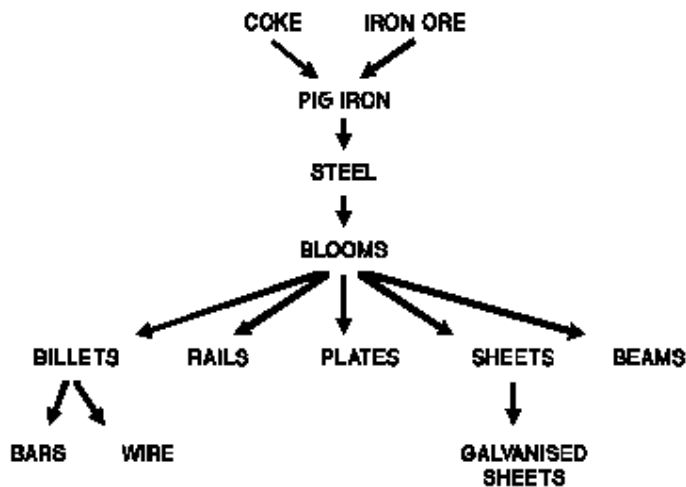 COKE IRON ORE
PIG IRON
STEEL
BLOOMS
BILLETS RAILS PLATES SHEETS BEAMS
BARS WIRE GALVANISED
SHEETS